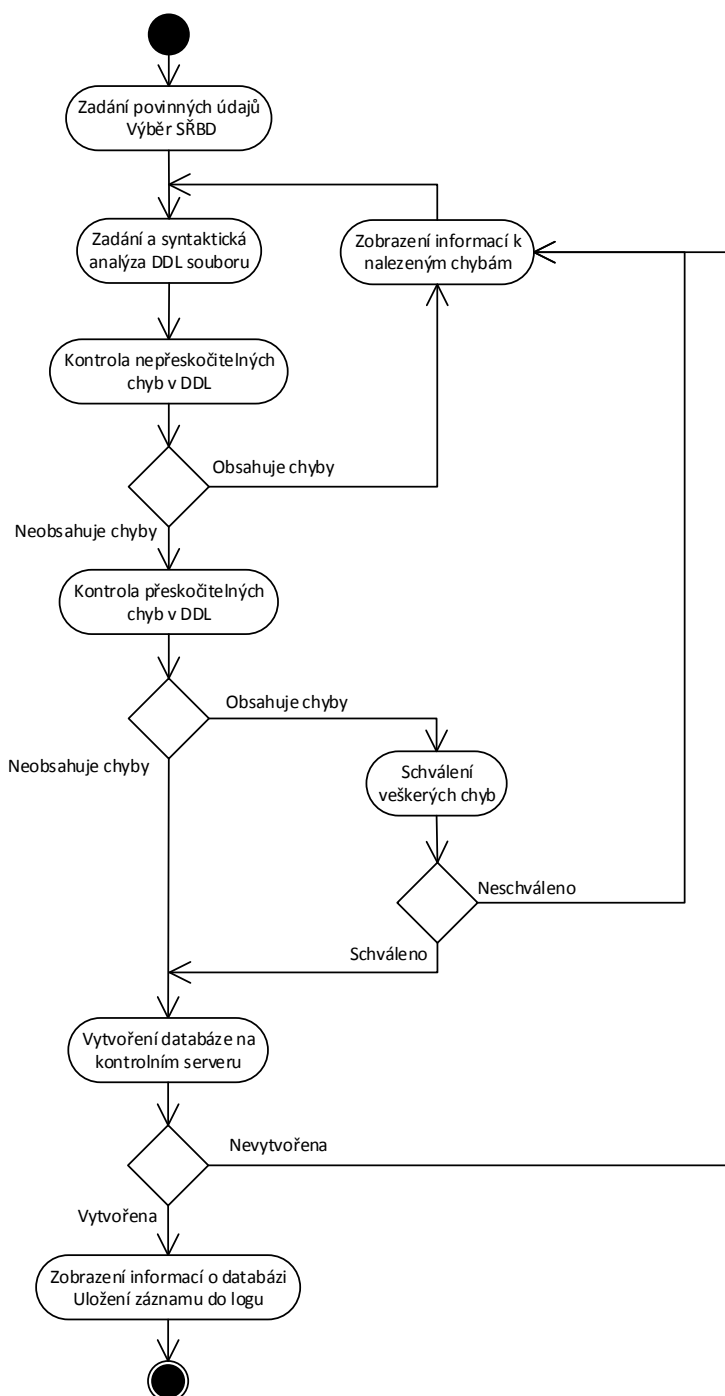 Zadání povinných údajů
Výběr SŘBD
Zadání a syntaktická
analýza DDL souboru
Zobrazení informací k
nalezeným chybám
Kontrola nepřeskočitelných
chyb v DDL
Obsahuje chyby
Neobsahuje chyby
Kontrola přeskočitelných
chyb v DDL
Obsahuje chyby
Neobsahuje chyby
Schválení
veškerých chyb
Neschváleno
Schváleno
Vytvoření databáze na
kontrolním serveru
Nevytvořena
Vytvořena
Zobrazení informací o databázi
Uložení záznamu do logu